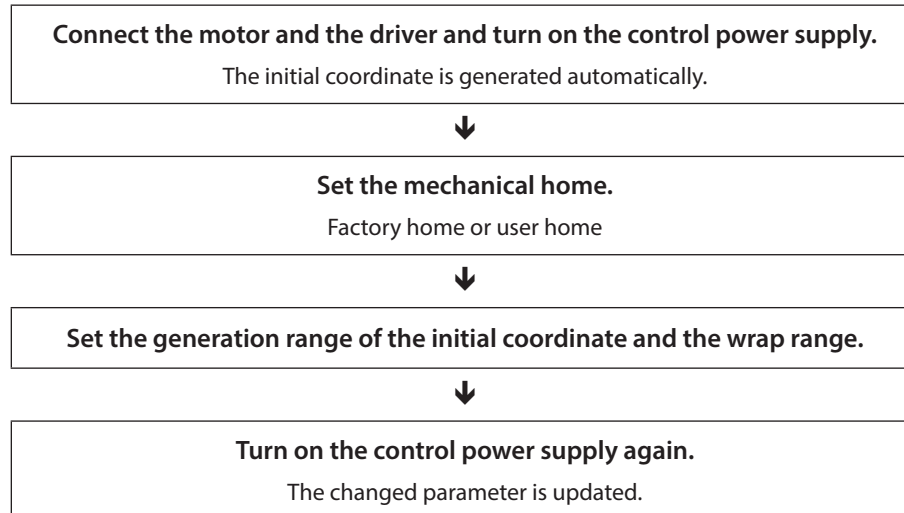 Connect the motor and the driver and turn on the control power supply.
The initial coordinate is generated automatically.
Set the mechanical home.
Factory home or user home
Set the generation range of the initial coordinate and the wrap range.
Turn on the control power supply again.
The changed parameter is updated.